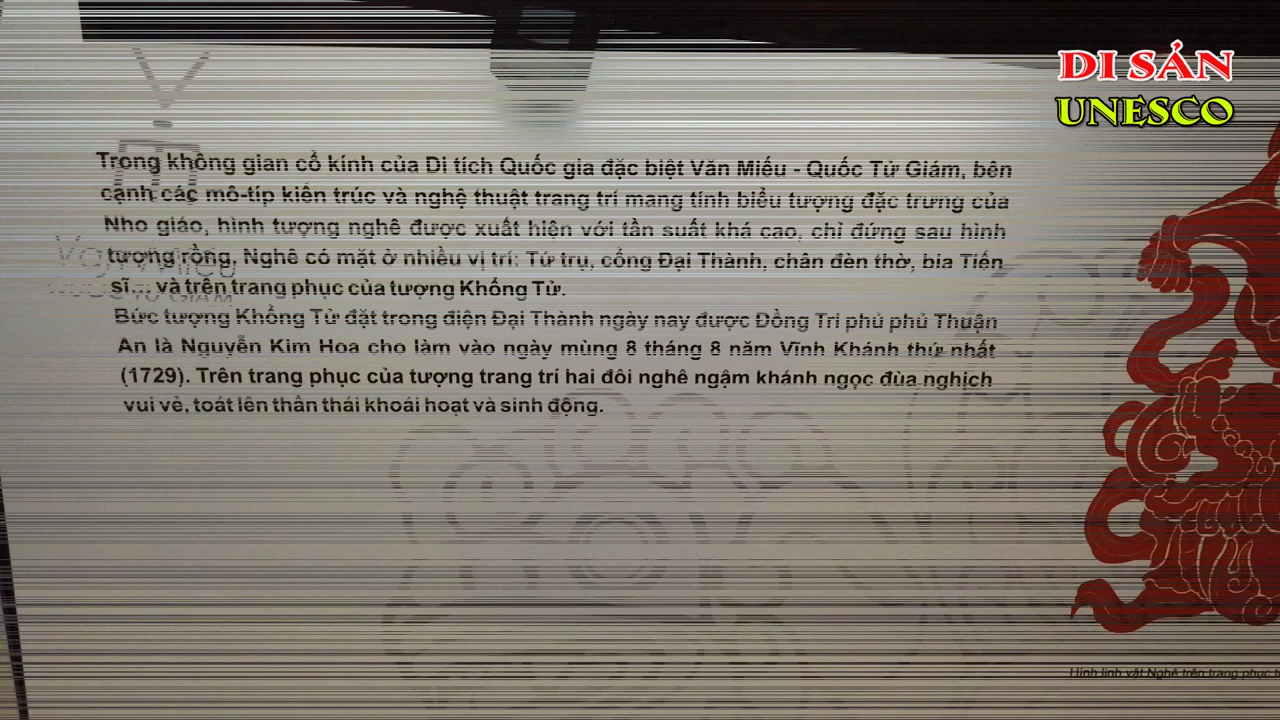 DI SẢN
UNESCO
Trong không gian cổ kính của Di tích Quốc gia đặc biệt Văn Miếu - Quốc Tử Giám, bên
cạnh các mô-típ kiến trúc và nghệ thuật trang trí mang tính biểu tượng đặc trưng của
Nho giáo, hình tượng nghê được xuất hiện với tần suất khá cao, chỉ đứng sau hình
tượng rồng. Nghê có mặt ở nhiều vị trí: Tứ trụ, cổng Đại Thành, chân đèn thờ, bia Tiến
sĩ... và trên trang phục của tượng Khổng Tử.
Bức tượng Khổng Tử đặt trong điện Đại Thành ngày nay được Đồng Tri phủ phủ Thuận
An là Nguyễn Kim Hoa cho làm vào ngày mùng 8 tháng 8 năm Vĩnh Khánh thứ nhất
(1729). Trên trang phục của tượng trang trí hai đôi nghê ngậm khánh ngọc đùa nghịch
vui vẻ, toát lên thân thái khoái hoạt và sinh động.
Hình linh vật Nghê trên trang phục